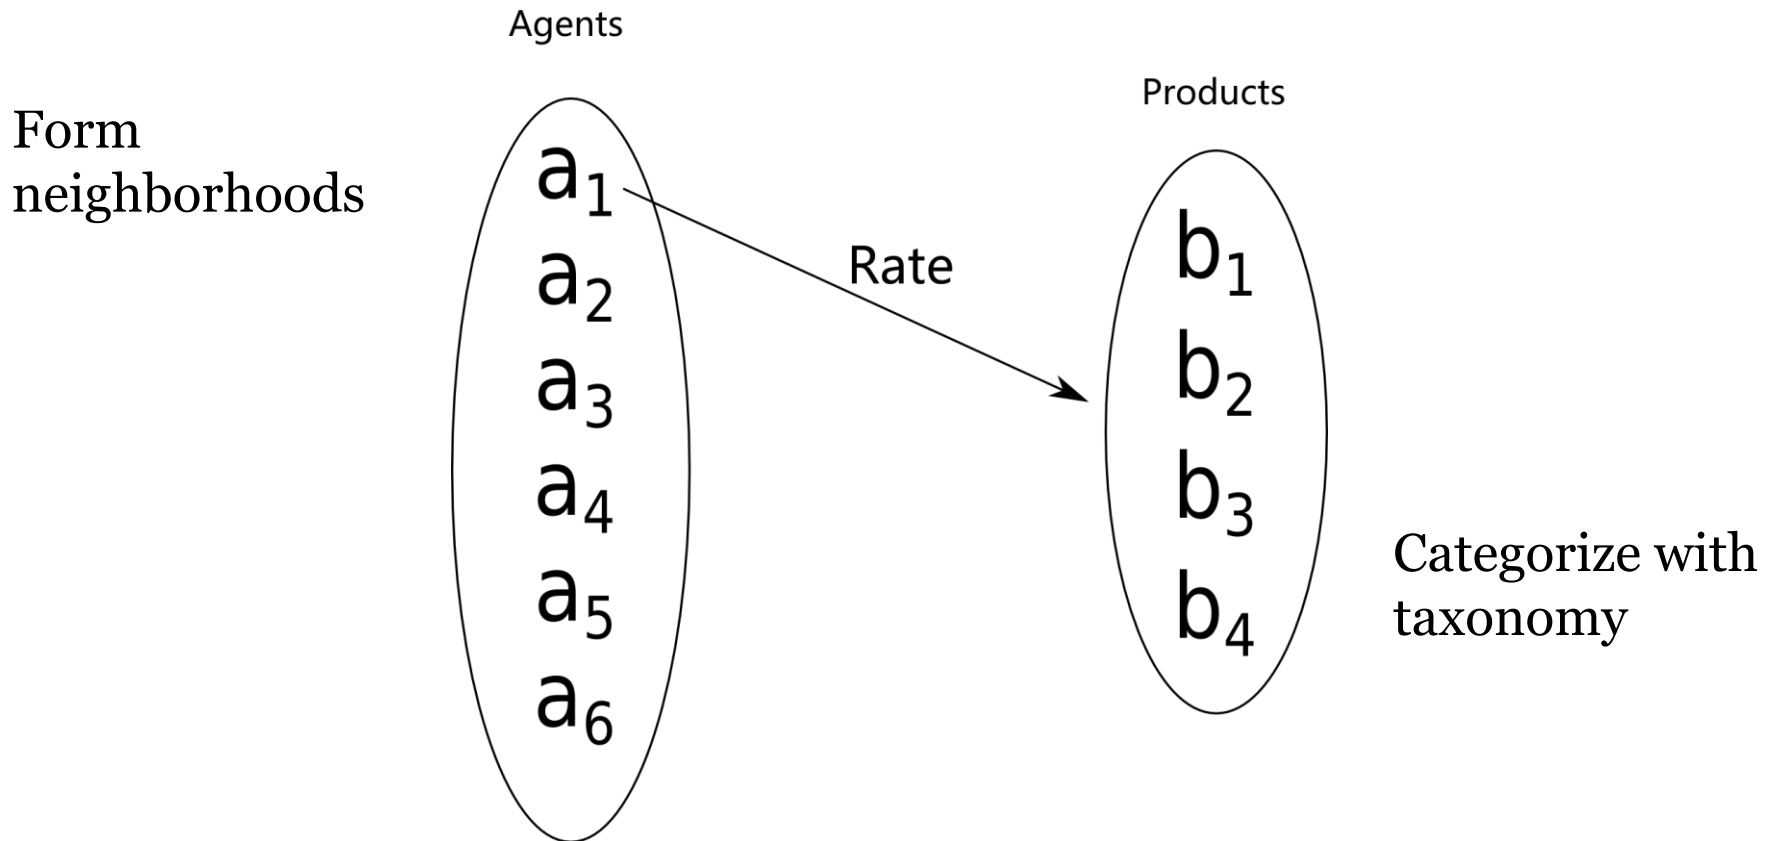 Agents
Products
Form
neighborhoods
a₁
a₂
a₃
a₄
a₅
a₆
Rate
b₁
b₂
b₃
b₄
Categorize with
taxonomy